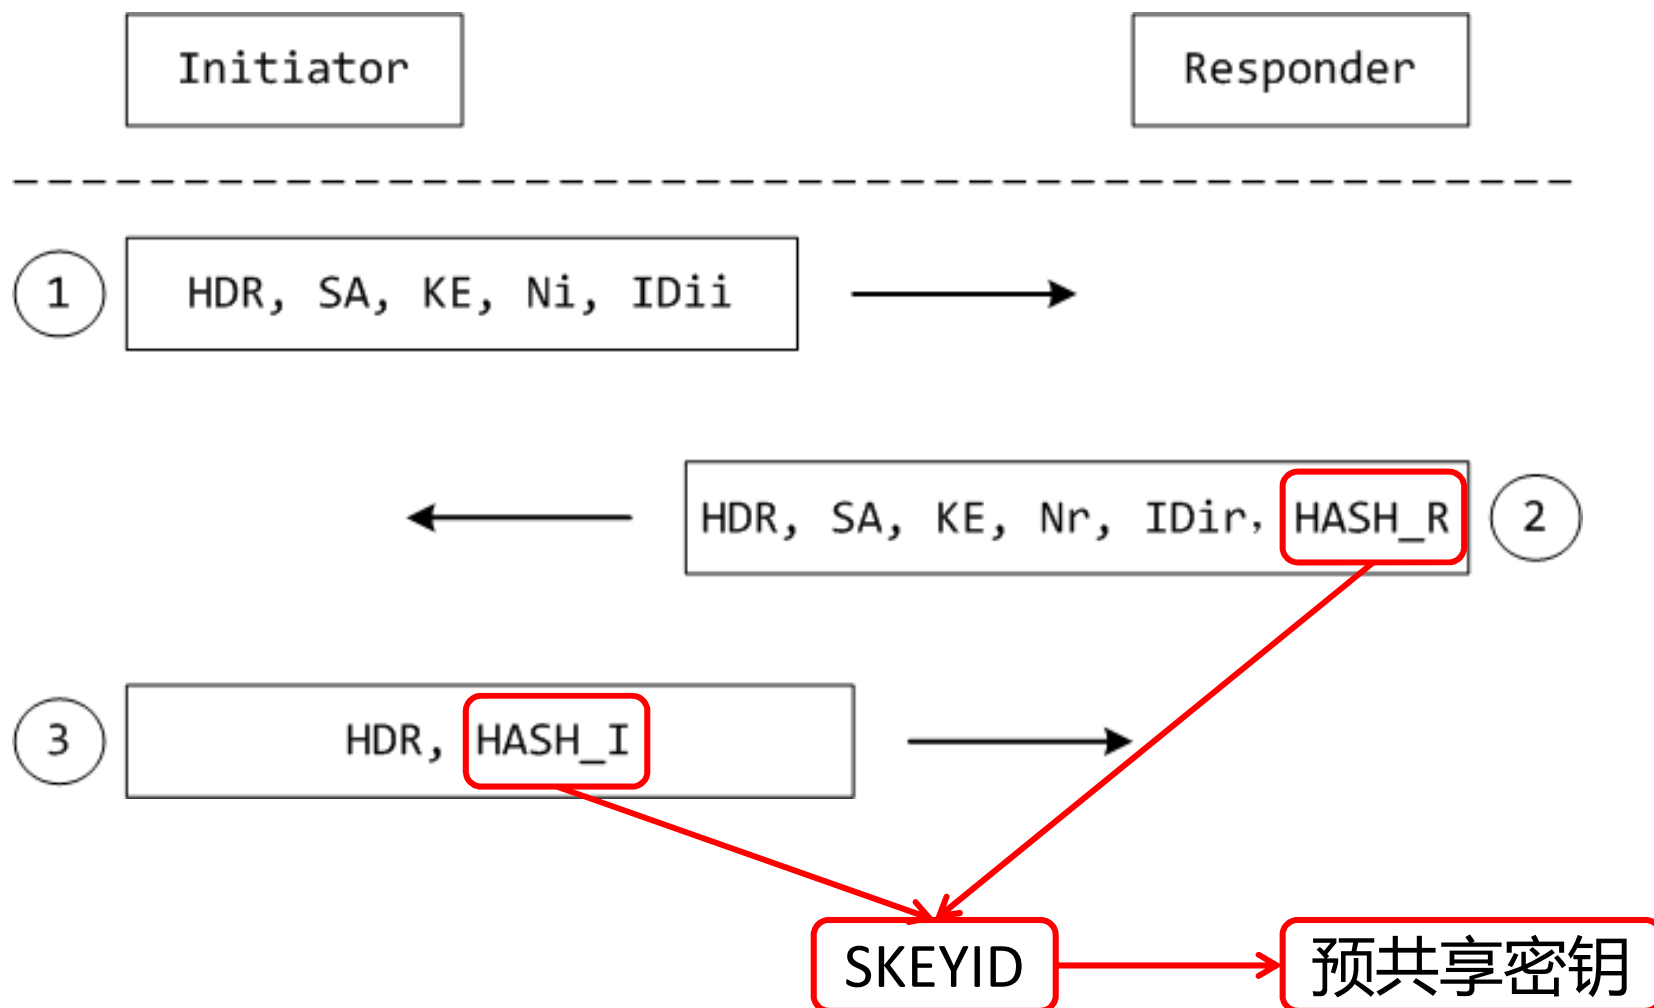 Initiator
Responder
1
HDR, SA, KE, Ni, IDii
HDR, SA, KE, Nr, IDir, HASH_R
2
3
HDR, HASH_I
SKEYID
预共享密钥